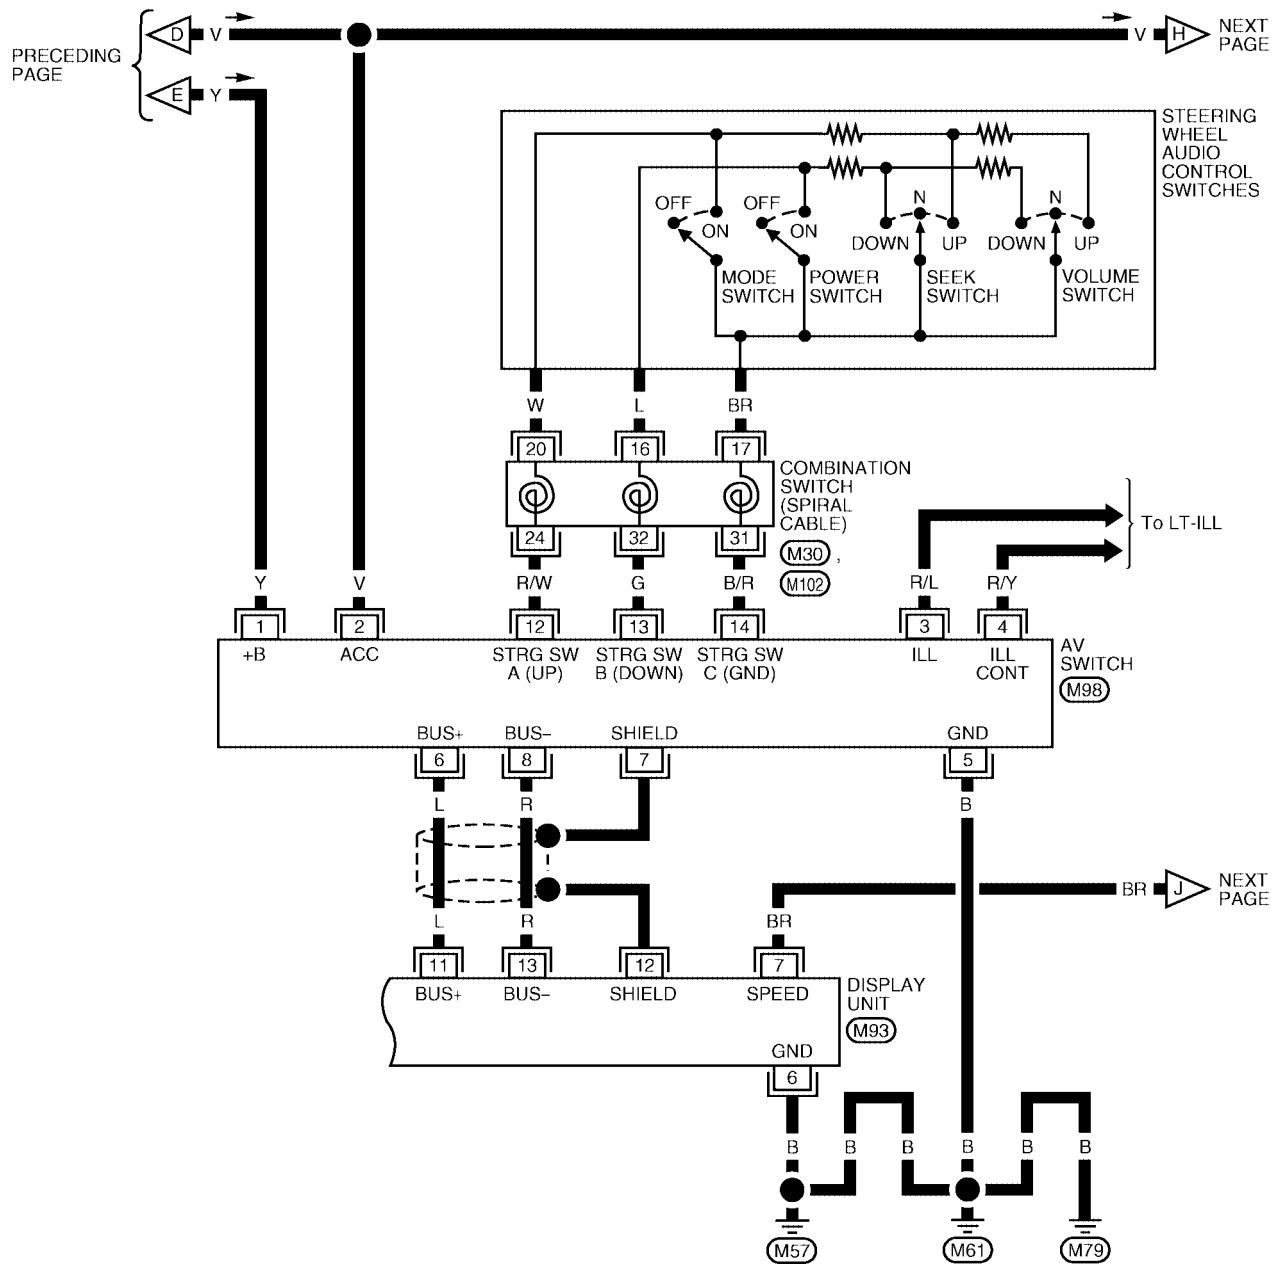 PRECEDING
PAGE
D V
E Y
V H
NEXT
PAGE
STEERING
WHEEL
AUDIO
CONTROL
SWITCHES
OFF
ON
MODE
SWITCH
OFF
ON
POWER
SWITCH
N
DOWN UP
SEEK
SWITCH
N
DOWN UP
VOLUME
SWITCH
W L BR
20 16 17
COMBINATION
SWITCH
(SPIRAL
CABLE)
M30 ,
M102
24 32 31
To LT-ILL
Y V R/W G B/R R/L R/Y
1 2 12 13 14 3 4
+B
ACC
STRG SW
A (UP)
STRG SW
B (DOWN)
STRG SW
C (GND)
ILL
ILL
CONT
AV
SWITCH
M98
BUS+ BUS– SHIELD GND
6 8 7 5
L R B
BR J
NEXT
PAGE
L R BR
11 13 12 7
BUS+ BUS– SHIELD SPEED
DISPLAY
UNIT
M93
GND
6
B B B B B B
M57 M61 M79